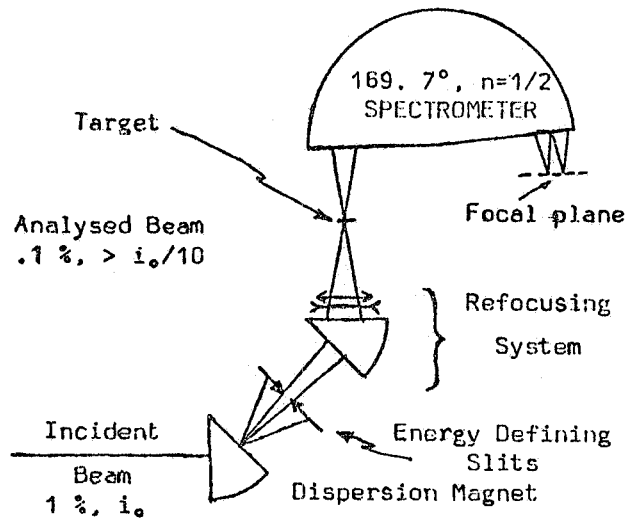 169. 7°, n=1/2
SPECTROMETER
Target
Focal plane
Analysed Beam
.1 %, > i₀/10
Refocusing
System
Incident
Beam
1 %, i₀
Energy Defining
Slits
Dispersion Magnet